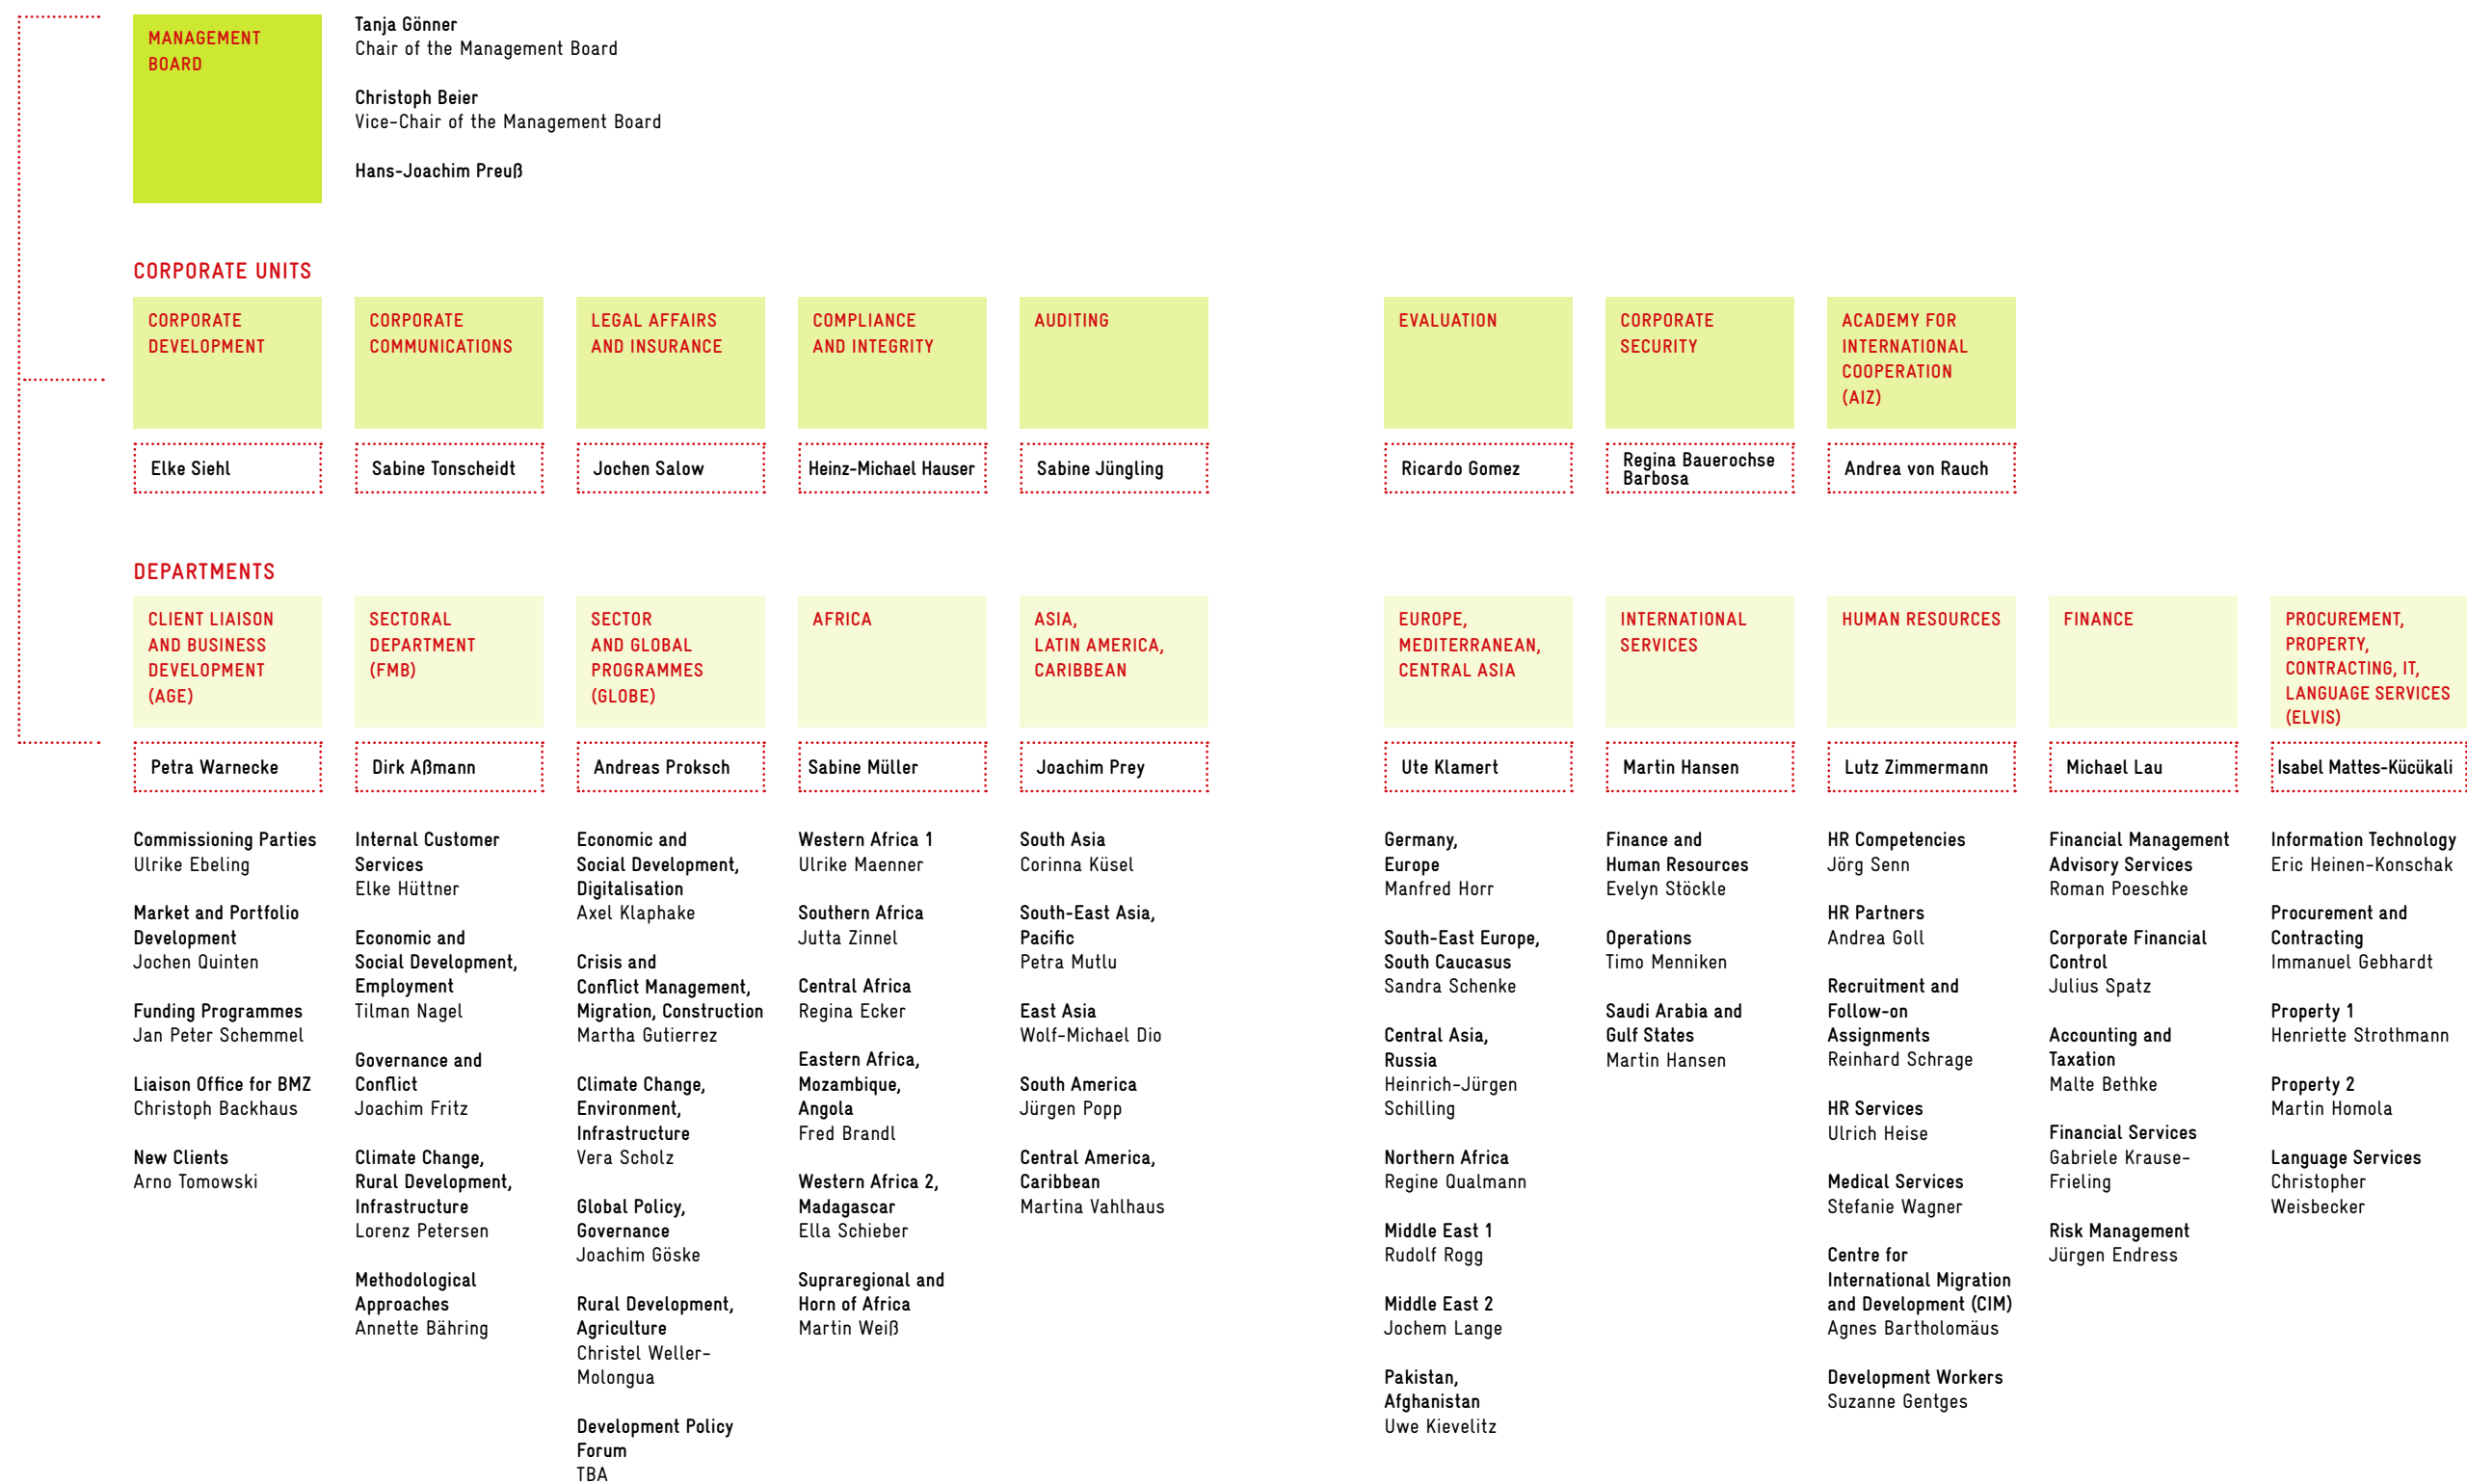 MANAGEMENT
BOARD
Tanja Gönner
Chair of the Management Board
Christoph Beier
Vice-Chair of the Management Board
Hans-Joachim Preuß
CORPORATE UNITS
CORPORATE
DEVELOPMENT
Elke Siehl
CORPORATE
COMMUNICATIONS
Sabine Tonscheidt
LEGAL AFFAIRS
AND INSURANCE
Jochen Salow
COMPLIANCE
AND INTEGRITY
Heinz-Michael Hauser
AUDITING
Sabine Jüngling
EVALUATION
Ricardo Gomez
CORPORATE
SECURITY
Regina Bauerochse
Barbosa
ACADEMY FOR
INTERNATIONAL
COOPERATION
(AIZ)
Andrea von Rauch
DEPARTMENTS
CLIENT LIAISON
AND BUSINESS
DEVELOPMENT
(AGE)
Petra Warnecke
Commissioning Parties
Ulrike Ebeling
Market and Portfolio
Development
Jochen Quinten
Funding Programmes
Jan Peter Schemmel
Liaison Office for BMZ
Christoph Backhaus
New Clients
Arno Tomowski
SECTORAL
DEPARTMENT
(FMB)
Dirk Aßmann
Internal Customer
Services
Elke Hüttner
Economic and
Social Development,
Employment
Tilman Nagel
Governance and
Conflict
Joachim Fritz
Climate Change,
Rural Development,
Infrastructure
Lorenz Petersen
Methodological
Approaches
Annette Bähring
SECTOR
AND GLOBAL
PROGRAMMES
(GLOBE)
Andreas Proksch
Economic and
Social Development,
Digitalisation
Axel Klaphake
Crisis and
Conflict Management,
Migration, Construction
Martha Gutierrez
Climate Change,
Environment,
Infrastructure
Vera Scholz
Global Policy,
Governance
Joachim Göske
Rural Development,
Agriculture
Christel Weller-
Molongua
Development Policy
Forum
TBA
AFRICA
Sabine Müller
Western Africa 1
Ulrike Maenner
Southern Africa
Jutta Zinnel
Central Africa
Regina Ecker
Eastern Africa,
Mozambique,
Angola
Fred Brandl
Western Africa 2,
Madagascar
Ella Schieber
Supraregional and
Horn of Africa
Martin Weiß
ASIA,
LATIN AMERICA,
CARIBBEAN
Joachim Prey
South Asia
Corinna Küsel
South-East Asia,
Pacific
Petra Mutlu
East Asia
Wolf-Michael Dio
South America
Jürgen Popp
Central America,
Caribbean
Martina Vahlhaus
EUROPE,
MEDITERRANEAN,
CENTRAL ASIA
Ute Klamert
Germany,
Europe
Manfred Horr
South-East Europe,
South Caucasus
Sandra Schenke
Central Asia,
Russia
Heinrich-Jürgen
Schilling
Northern Africa
Regine Qualmann
Middle East 1
Rudolf Rogg
Middle East 2
Jochem Lange
Pakistan,
Afghanistan
Uwe Kievelitz
INTERNATIONAL
SERVICES
Martin Hansen
Finance and
Human Resources
Evelyn Stöckle
Operations
Timo Menniken
Saudi Arabia and
Gulf States
Martin Hansen
HUMAN RESOURCES
Lutz Zimmermann
HR Competencies
Jörg Senn
HR Partners
Andrea Goll
Recruitment and
Follow-on
Assignments
Reinhard Schrage
HR Services
Ulrich Heise
Medical Services
Stefanie Wagner
Centre for
International Migration
and Development (CIM)
Agnes Bartholomäus
Development Workers
Suzanne Gentges
FINANCE
Michael Lau
Financial Management
Advisory Services
Roman Poeschke
Corporate Financial
Control
Julius Spatz
Accounting and
Taxation
Malte Bethke
Financial Services
Gabriele Krause-
Frieling
Risk Management
Jürgen Endress
PROCUREMENT,
PROPERTY,
CONTRACTING, IT,
LANGUAGE SERVICES
(ELVIS)
Isabel Mattes-Kücükali
Information Technology
Eric Heinen-Konschak
Procurement and
Contracting
Immanuel Gebhardt
Property 1
Henriette Strothmann
Property 2
Martin Homola
Language Services
Christopher
Weisbecker